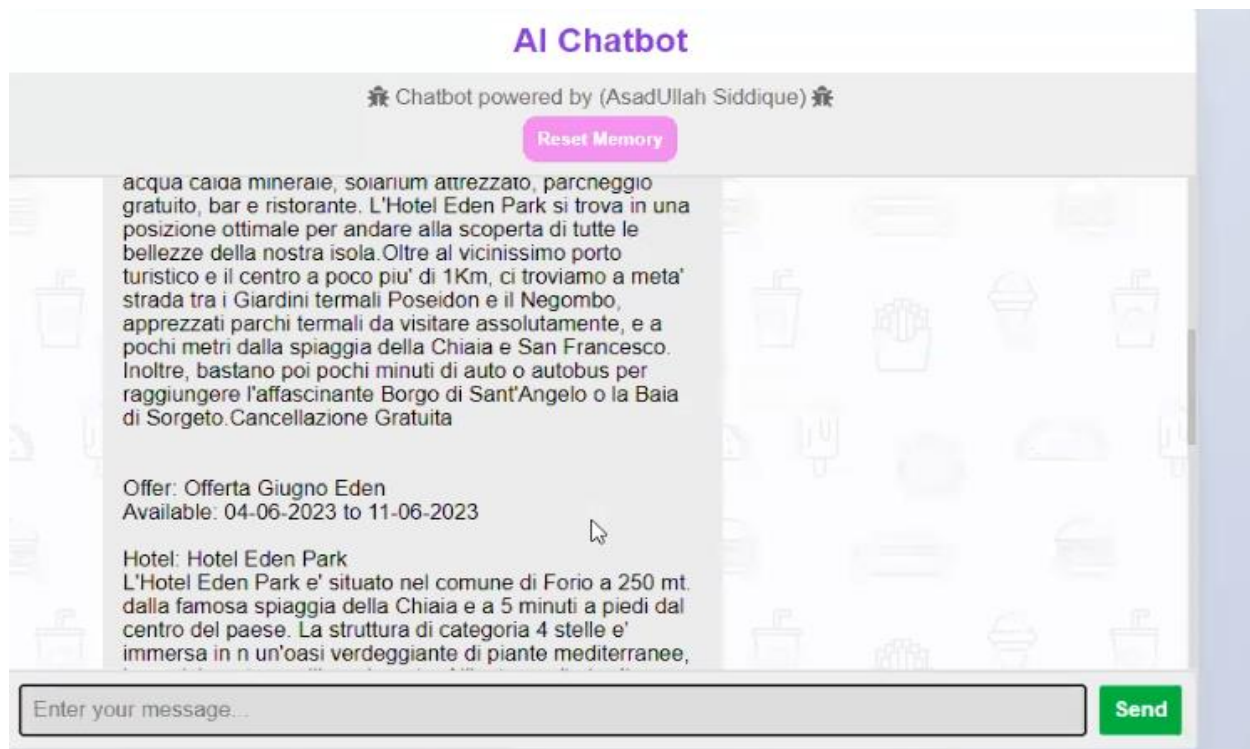 AI Chatbot
Chatbot powered by (AsadUllah Siddique)
Reset Memory
acqua calda minerale, solarium attrezzato, parcheggio
gratuito, bar e ristorante. L'Hotel Eden Park si trova in una
posizione ottimale per andare alla scoperta di tutte le
bellezze della nostra isola.Oltre al vicinissimo porto
turistico e il centro a poco piu' di 1Km, ci troviamo a meta'
strada tra i Giardini termali Poseidon e il Negombo,
apprezzati parchi termali da visitare assolutamente, e a
pochi metri dalla spiaggia della Chiaia e San Francesco.
Inoltre, bastano poi pochi minuti di auto o autobus per
raggiungere l'affascinante Borgo di Sant'Angelo o la Baia
di Sorgeto.Cancellazione Gratuita
Offer: Offerta Giugno Eden
Available: 04-06-2023 to 11-06-2023
Hotel: Hotel Eden Park
L'Hotel Eden Park e' situato nel comune di Forio a 250 mt.
dalla famosa spiaggia della Chiaia e a 5 minuti a piedi dal
centro del paese. La struttura di categoria 4 stelle e'
immersa in n un'oasi verdeggiante di piante mediterranee,
Enter your message...
Send